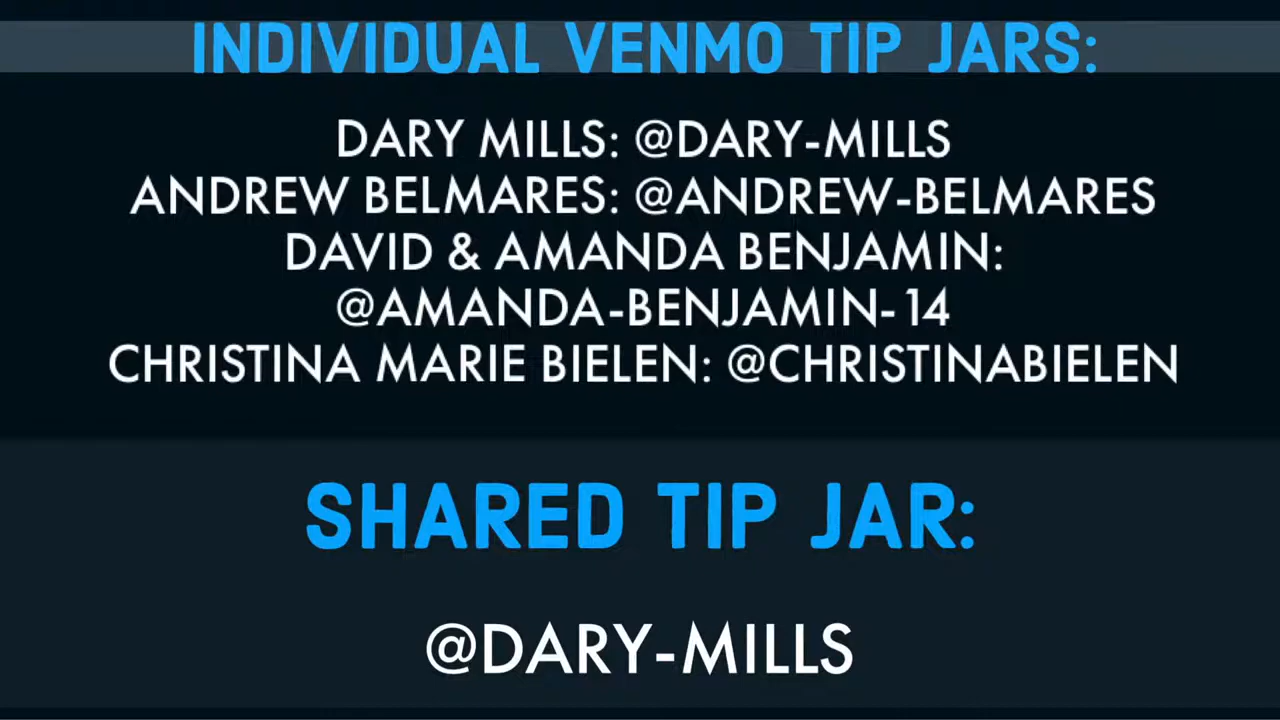 INDIVIDUAL VENMO TIP JARS:
DARY MILLS: @DARY-MILLS
ANDREW BELMARES: @ANDREW-BELMARES
DAVID & AMANDA BENJAMIN:
@AMANDA-BENJAMIN-14
CHRISTINA MARIE BIELEN: @CHRISTINABIELEN
SHARED TIP JAR:
@DARY-MILLS